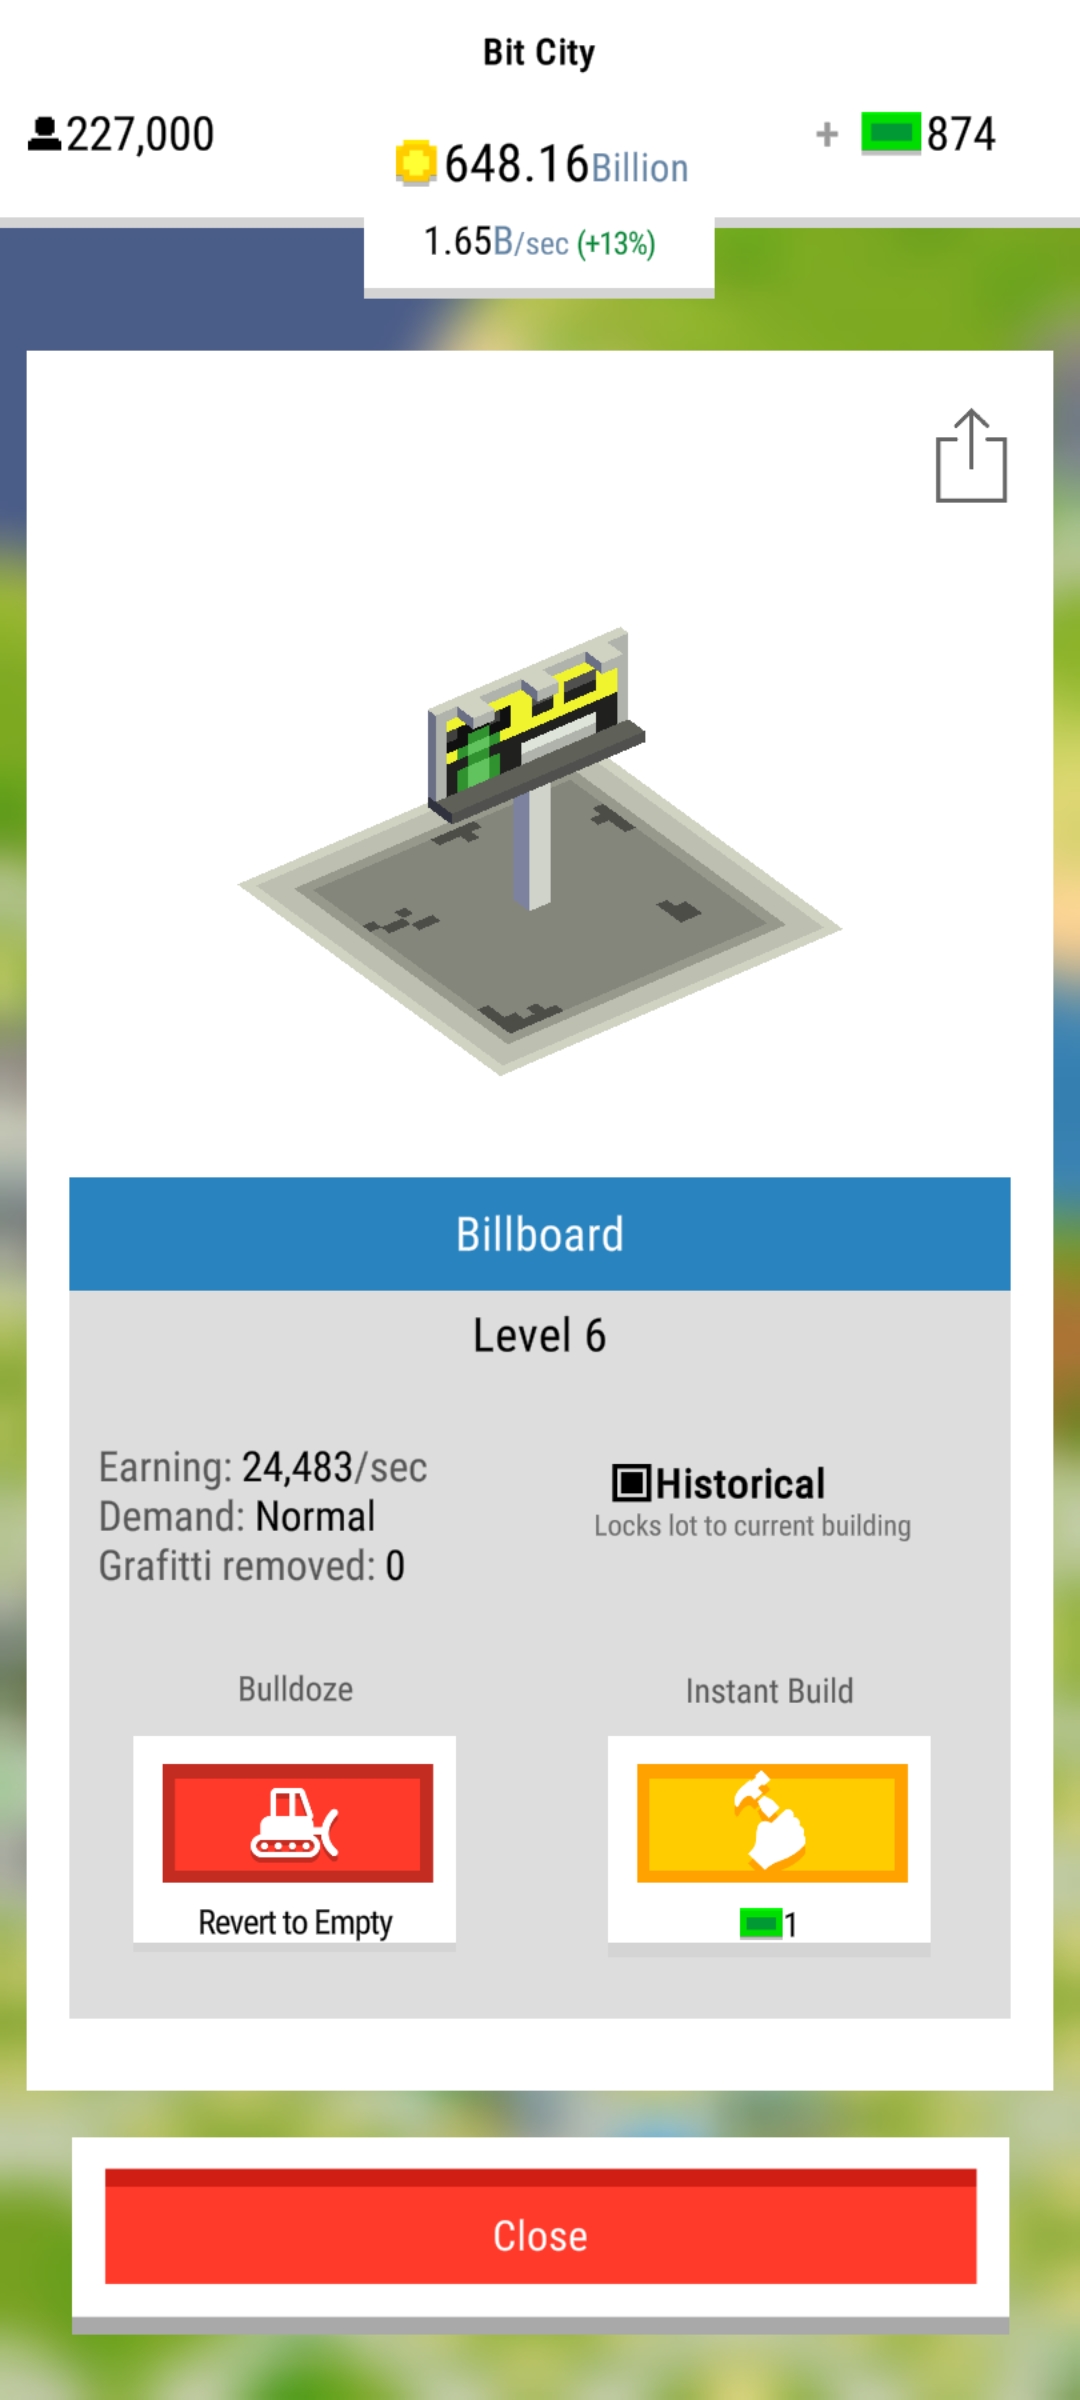 Bit City
227,000
648.16Billion
+ 874
1.65B/sec (+13%)
Billboard
Level 6
Earning: 24,483/sec
Demand: Normal
Grafitti removed: 0
Historical
Locks lot to current building
Bulldoze
Instant Build
Revert to Empty
1
Close